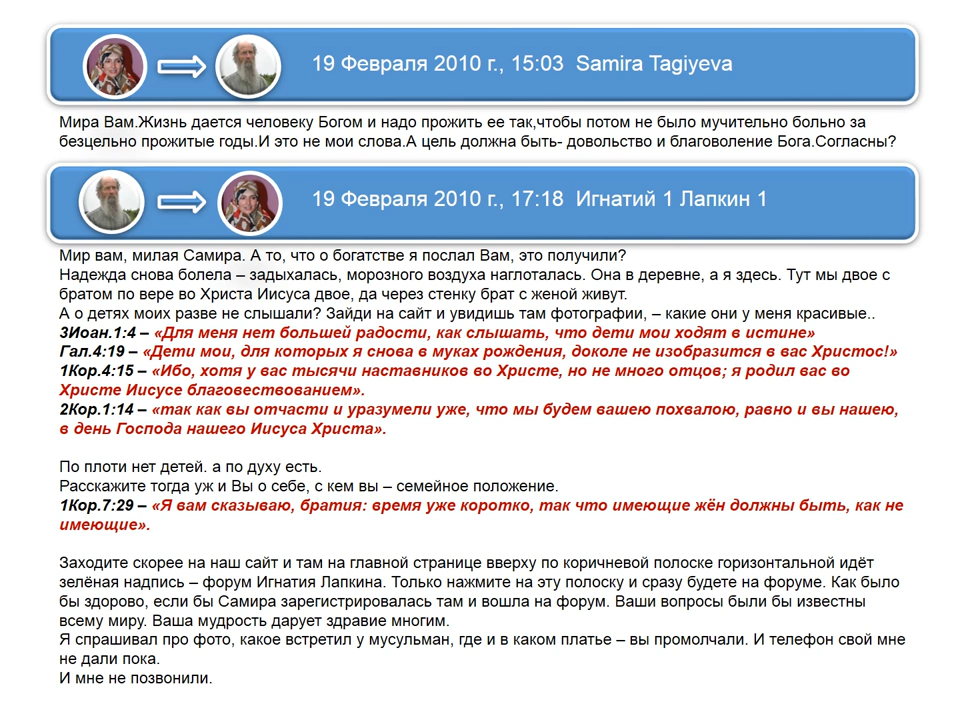 19 Февраля 2010 г., 15:03  Samira Tagiyeva
Мира Вам.Жизнь дается человеку Богом и надо прожить ее так,чтобы потом не было мучительно больно за
безцельно прожитые годы.И это не мои слова.А цель должна быть- довольство и благоволение Бога.Согласны?
19 Февраля 2010 г., 17:18  Игнатий 1 Лапкин 1
Мир вам, милая Самира. А то, что о богатстве я послал Вам, это получили?
Надежда снова болела – задыхалась, морозного воздуха наглоталась. Она в деревне, а я здесь. Тут мы двое с
братом по вере во Христа Иисуса двое, да через стенку брат с женой живут.
А о детях моих разве не слышали? Зайди на сайт и увидишь там фотографии, – какие они у меня красивые..
3Иоан.1:4 – «Для меня нет большей радости, как слышать, что дети мои ходят в истине»
Гал.4:19 – «Дети мои, для которых я снова в муках рождения, доколе не изобразится в вас Христос!»
1Кор.4:15 – «Ибо, хотя у вас тысячи наставников во Христе, но не много отцов; я родил вас во
Христе Иисусе благовествованием».
2Кор.1:14 – «так как вы отчасти и уразумели уже, что мы будем вашею похвалою, равно и вы нашею,
в день Господа нашего Иисуса Христа».
По плоти нет детей. а по духу есть.
Расскажите тогда уж и Вы о себе, с кем вы – семейное положение.
1Кор.7:29 – «Я вам сказываю, братия: время уже коротко, так что имеющие жён должны быть, как не
имеющие».
Заходите скорее на наш сайт и там на главной странице вверху по коричневой полоске горизонтальной идёт
зелёная надпись – форум Игнатия Лапкина. Только нажмите на эту полоску и сразу будете на форуме. Как было
бы здорово, если бы Самира зарегистрировалась там и вошла на форум. Ваши вопросы были бы известны
всему миру. Ваша мудрость дарует здравие многим.
Я спрашивал про фото, какое встретил у мусульман, где и в каком платье – вы промолчали. И телефон свой мне
не дали пока.
И мне не позвонили.